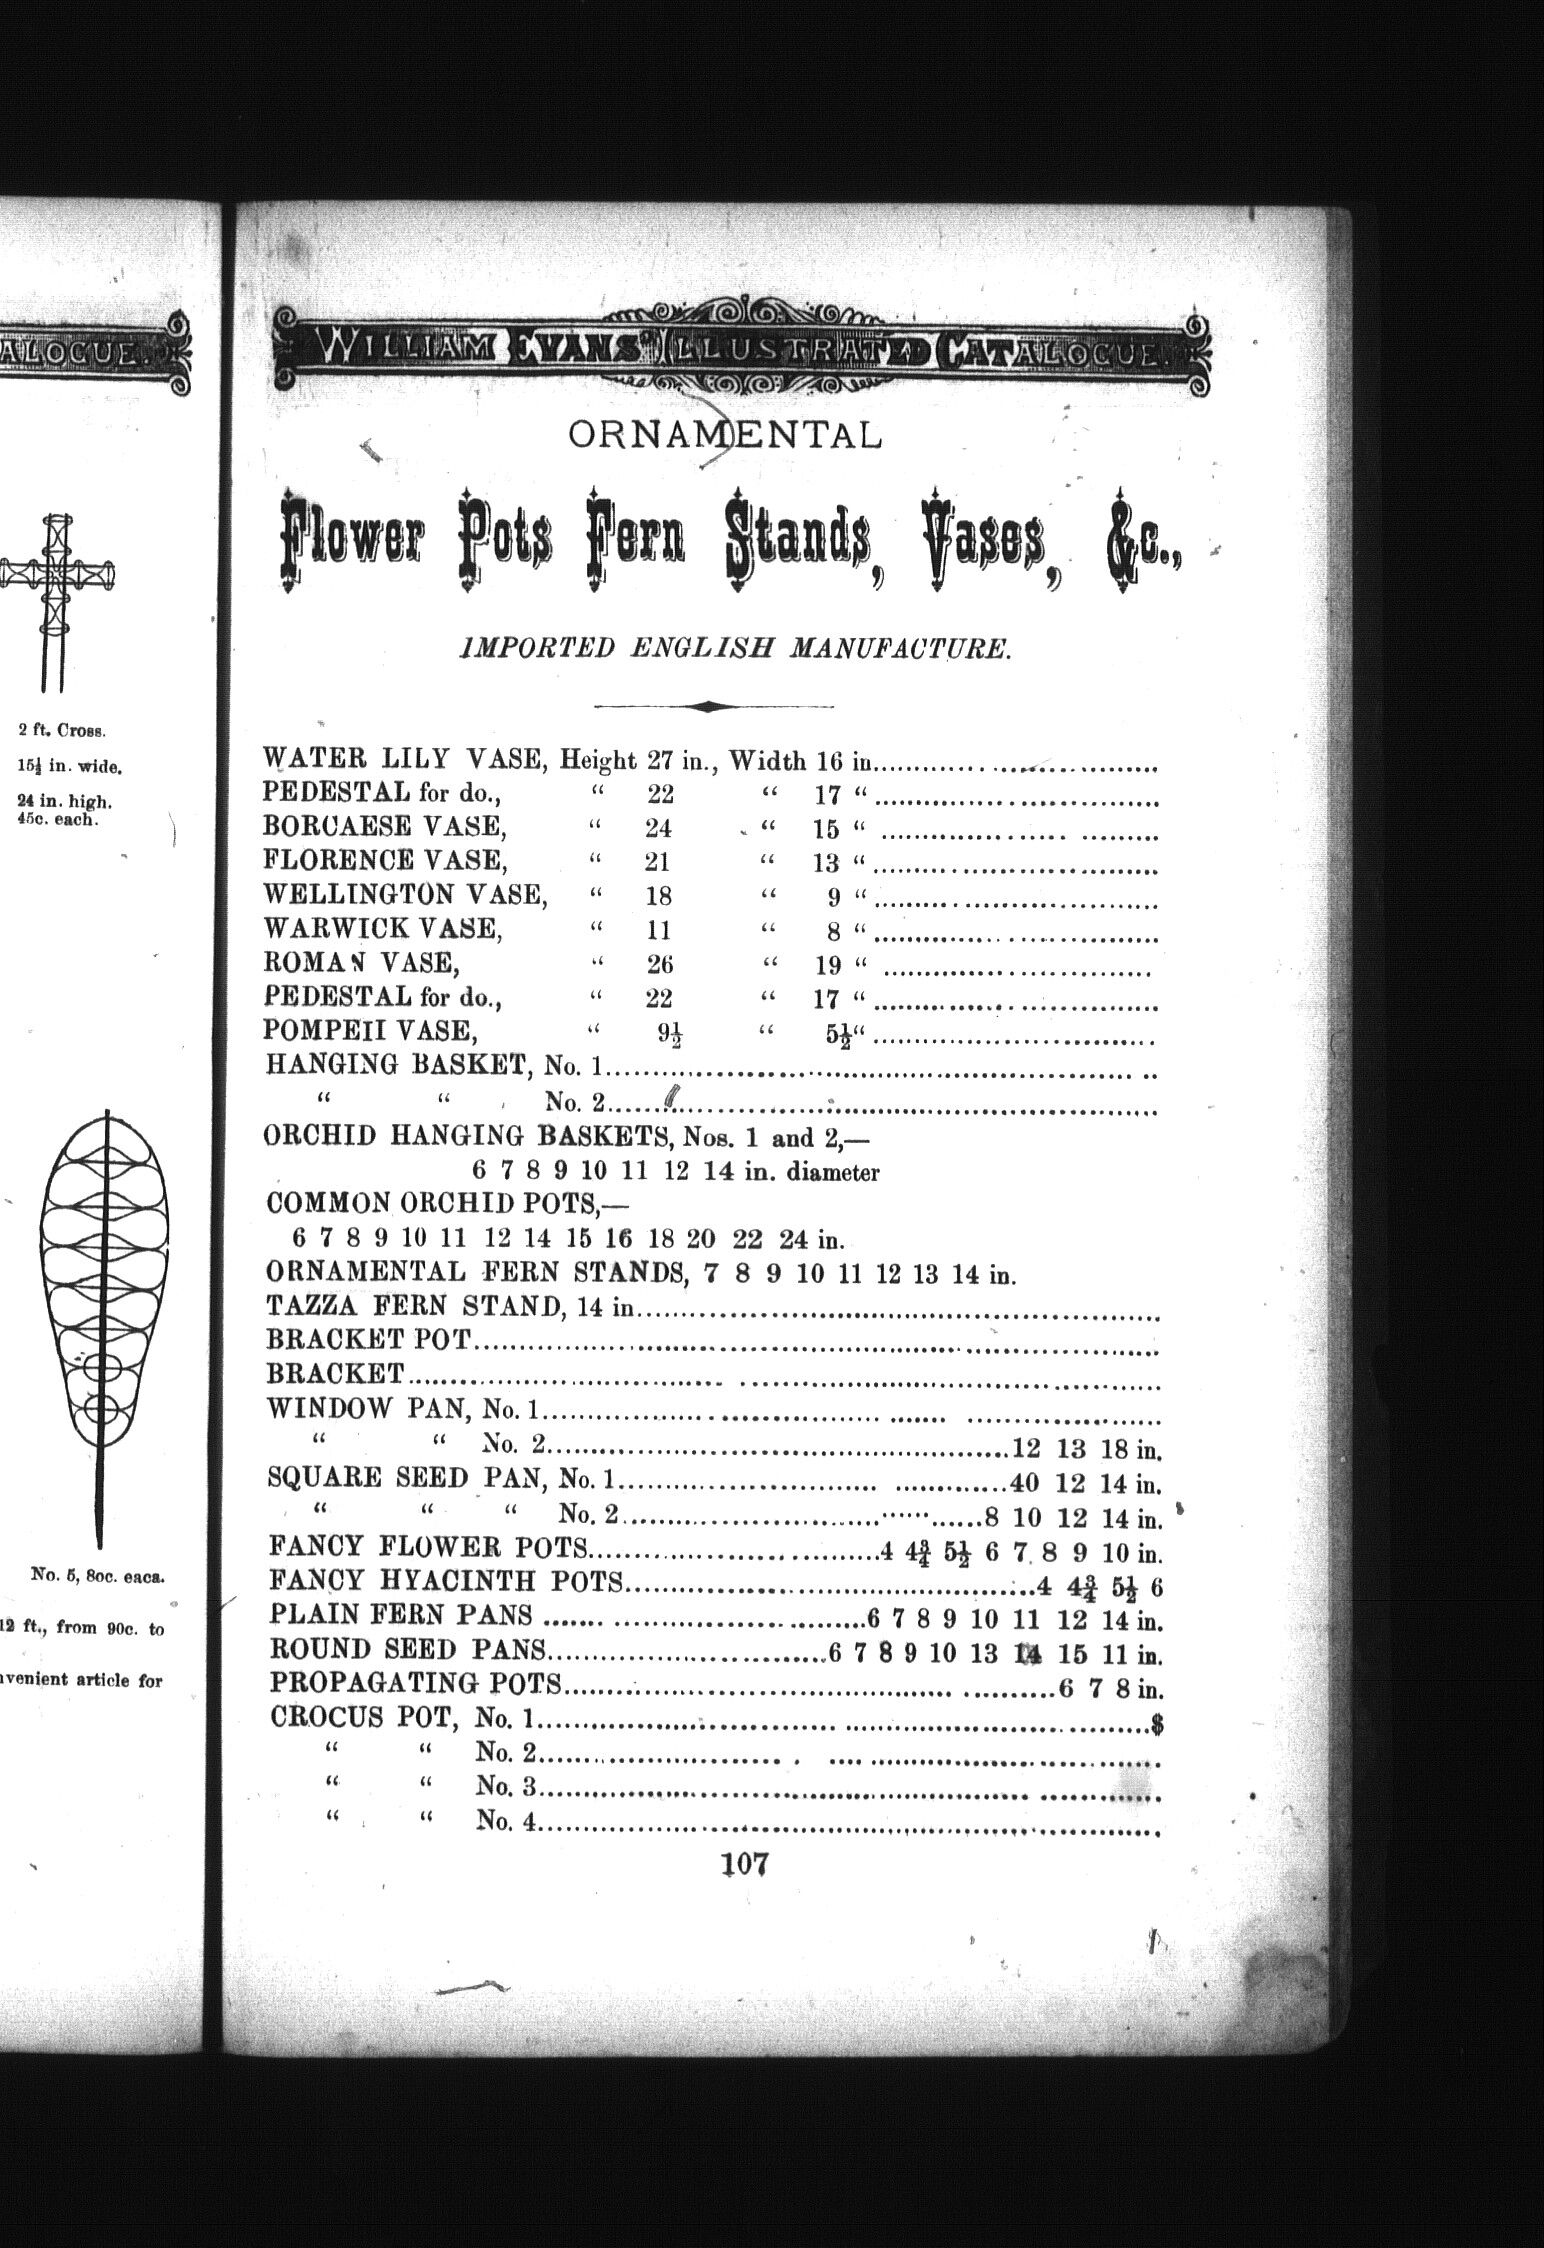 ALOGUE.
2 ft. Cross.
15½ in. wide.
24 in. high.
45c. each.
No. 5, 80c. eaca.
12 ft., from 90c. to
venient article for
WILLIAM EVANS' ILLUSTRATED CATALOGUE.
ORNAMENTAL
Flower Pots Fern Stands, Vases, &c.,
IMPORTED ENGLISH MANUFACTURE.
WATER LILY VASE, Height 27 in., Width 16 in..................................
PEDESTAL for do., " 22 " 17 "..................................
BORCAESE VASE, " 24 " 15 "..................................
FLORENCE VASE, " 21 " 13 "..................................
WELLINGTON VASE, " 18 " 9 "..................................
WARWICK VASE, " 11 " 8 "..................................
ROMAN VASE, " 26 " 19 "..................................
PEDESTAL for do., " 22 " 17 "..................................
POMPEII VASE, " 9½ " 5½"..................................
HANGING BASKET, No. 1..................................
" " No. 2..................................
ORCHID HANGING BASKETS, Nos. 1 and 2,—
6 7 8 9 10 11 12 14 in. diameter
COMMON ORCHID POTS,—
6 7 8 9 10 11 12 14 15 16 18 20 22 24 in.
ORNAMENTAL FERN STANDS, 7 8 9 10 11 12 13 14 in.
TAZZA FERN STAND, 14 in..................................
BRACKET POT..................................
BRACKET..................................
WINDOW PAN, No. 1..................................
" " No. 2..................................12 13 18 in.
SQUARE SEED PAN, No. 1..................................40 12 14 in.
" " " No. 2..................................8 10 12 14 in.
FANCY FLOWER POTS..................................4 4¾ 5½ 6 7 8 9 10 in.
FANCY HYACINTH POTS..................................4 4¾ 5½ 6
PLAIN FERN PANS ..................................6 7 8 9 10 11 12 14 in.
ROUND SEED PANS..................................6 7 8 9 10 13 14 15 11 in.
PROPAGATING POTS..................................6 7 8 in.
CROCUS POT, No. 1..................................$
" " No. 2..................................
" " No. 3..................................
" " No. 4..................................
107